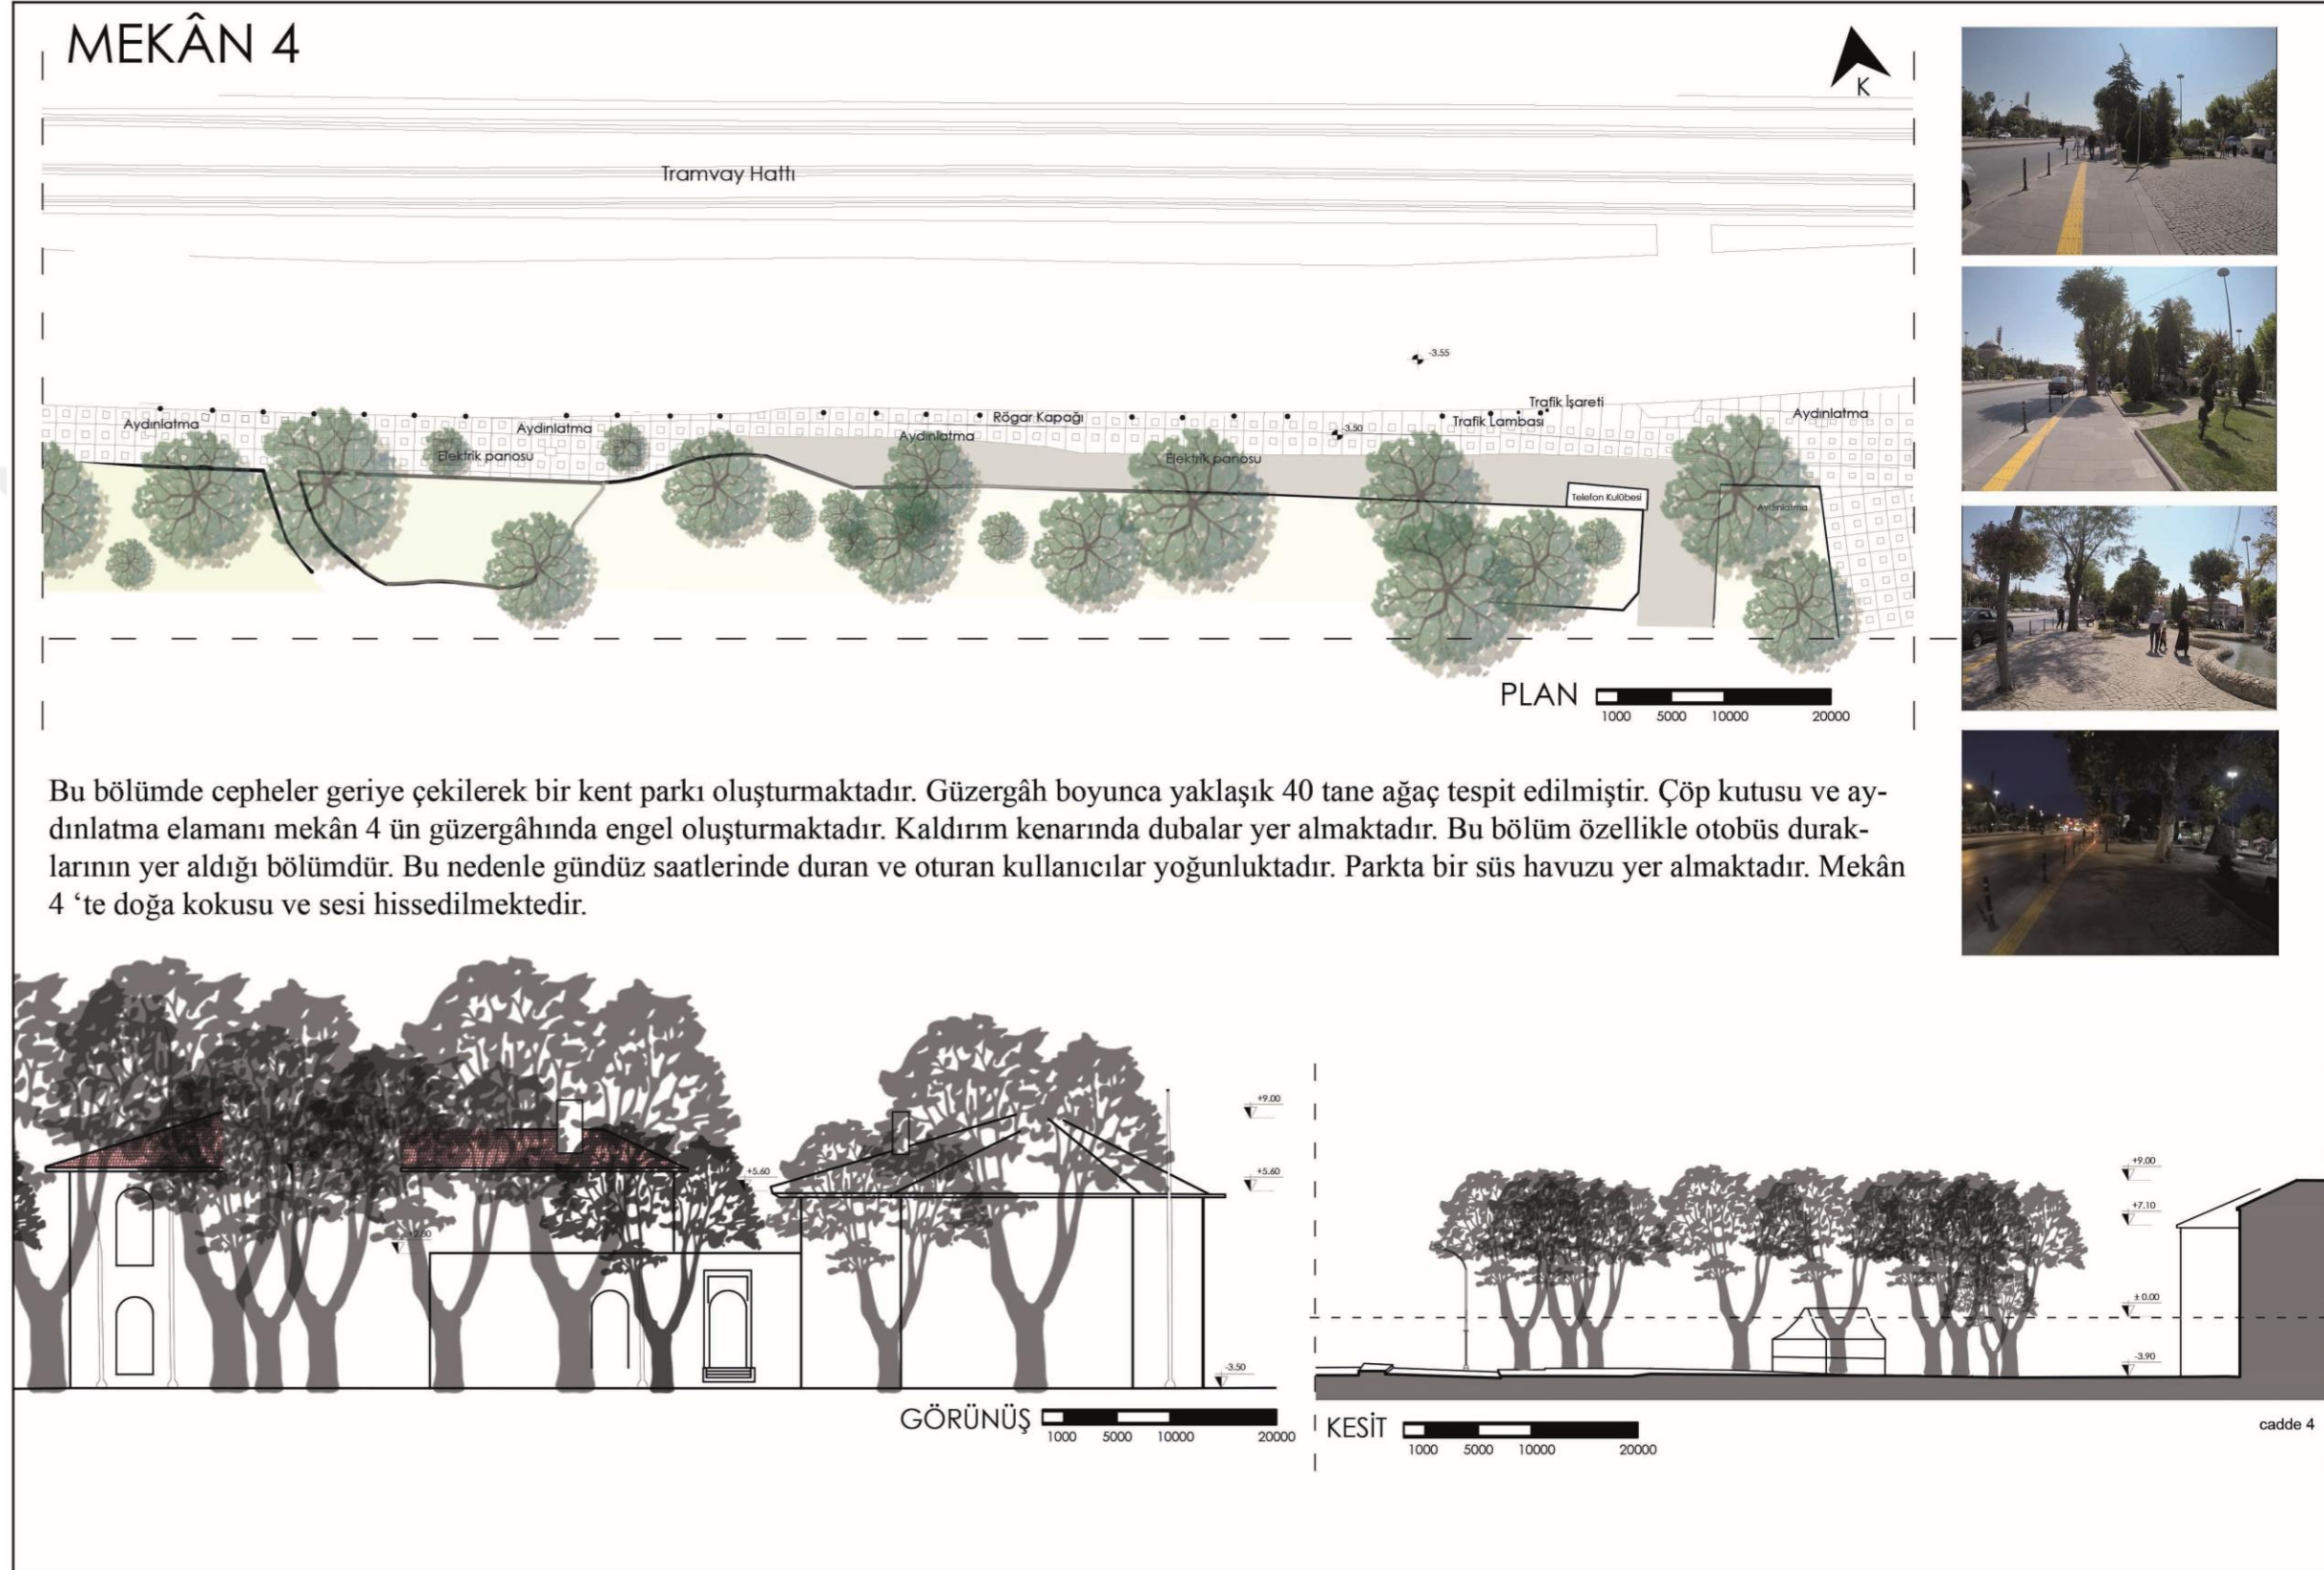 MEKÂN 4
K
Tramvay Hattı
-3.55
Trafik İşareti
Aydınlatma
Aydınlatma
Aydınlatma
Rögar Kapağı
-3.50
Trafik Lambası
Aydınlatma
Elektrik panosu
Elektrik panosu
Telefon Kulübesi
Aydınlatma
PLAN
1000 5000 10000 20000
Bu bölümde cepheler geriye çekilerek bir kent parkı oluşturmaktadır. Güzergâh boyunca yaklaşık 40 tane ağaç tespit edilmiştir. Çöp kutusu ve ay-
dınlatma elamanı mekân 4 ün güzergâhında engel oluşturmaktadır. Kaldırım kenarında dubalar yer almaktadır. Bu bölüm özellikle otobüs durak-
larının yer aldığı bölümdür. Bu nedenle gündüz saatlerinde duran ve oturan kullanıcılar yoğunluktadır. Parkta bir süs havuzu yer almaktadır. Mekân
4 ‘te doğa kokusu ve sesi hissedilmektedir.
+9.00
+5.60
+5.60
+2.60
-3.50
GÖRÜNÜŞ
1000 5000 10000 20000
+9.00
+7.10
±0.00
-3.90
KESİT
1000 5000 10000 20000
cadde 4